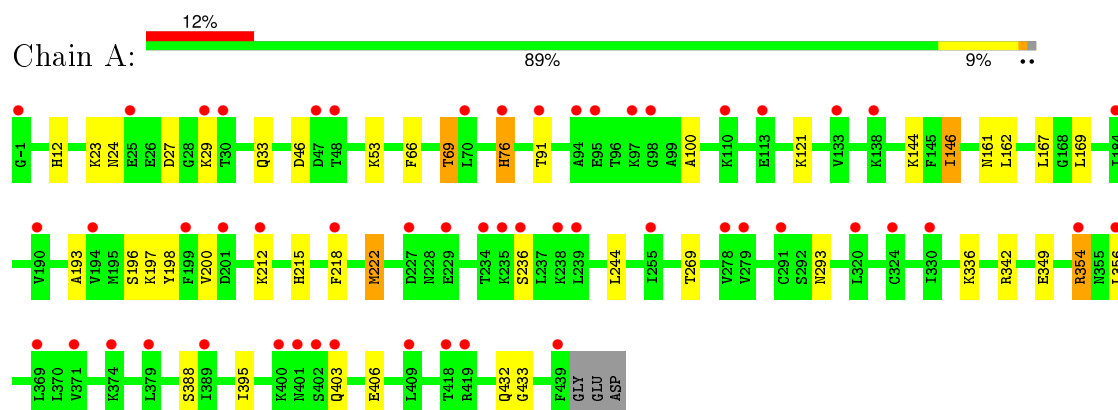 12%
Chain A:
89% 9% ••
G-1 H12 K23 N24 E25 E26 D27 G28 K29 T30 Q33 D46 D47 T48 K53 F66 T69 L70 H76 T91 A94 E95 T96 K97 G98 A99 A100 K110 E113 K121 V133 K138 K144 F145 I146 N161 L162 L167 G168 L169 I184
V190 A193 V194 M195 S196 K197 Y198 F199 V200 D201 K212 H215 F218 M222 D227 N228 E229 T234 K235 S236 L237 K238 L239 L244 I255 T269 V278 V279 C291 S292 N293 L320 C324 I330 K336 R342 E349 R354 N355 L356
L369 L370 V371 K374 L379 S388 I389 I395 K400 N401 S402 Q403 E406 L409 T418 R419 Q432 G433 F439 GLY GLU ASP